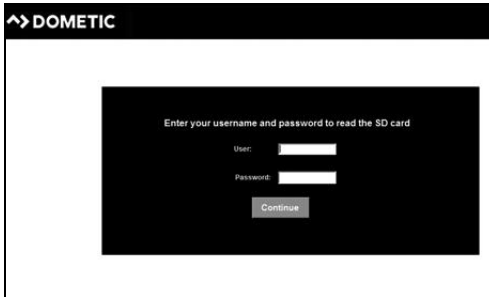 DOMETIC
Enter your username and password to read the SD card
User:
Password:
Continue